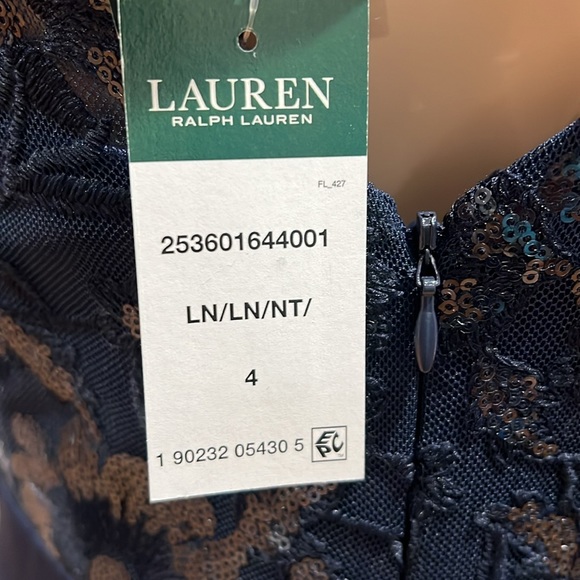 LAUREN
RALPH LAUREN
FL_427
253601644001
LN/LN/NT/
4
1 90232 05430 5
EPC